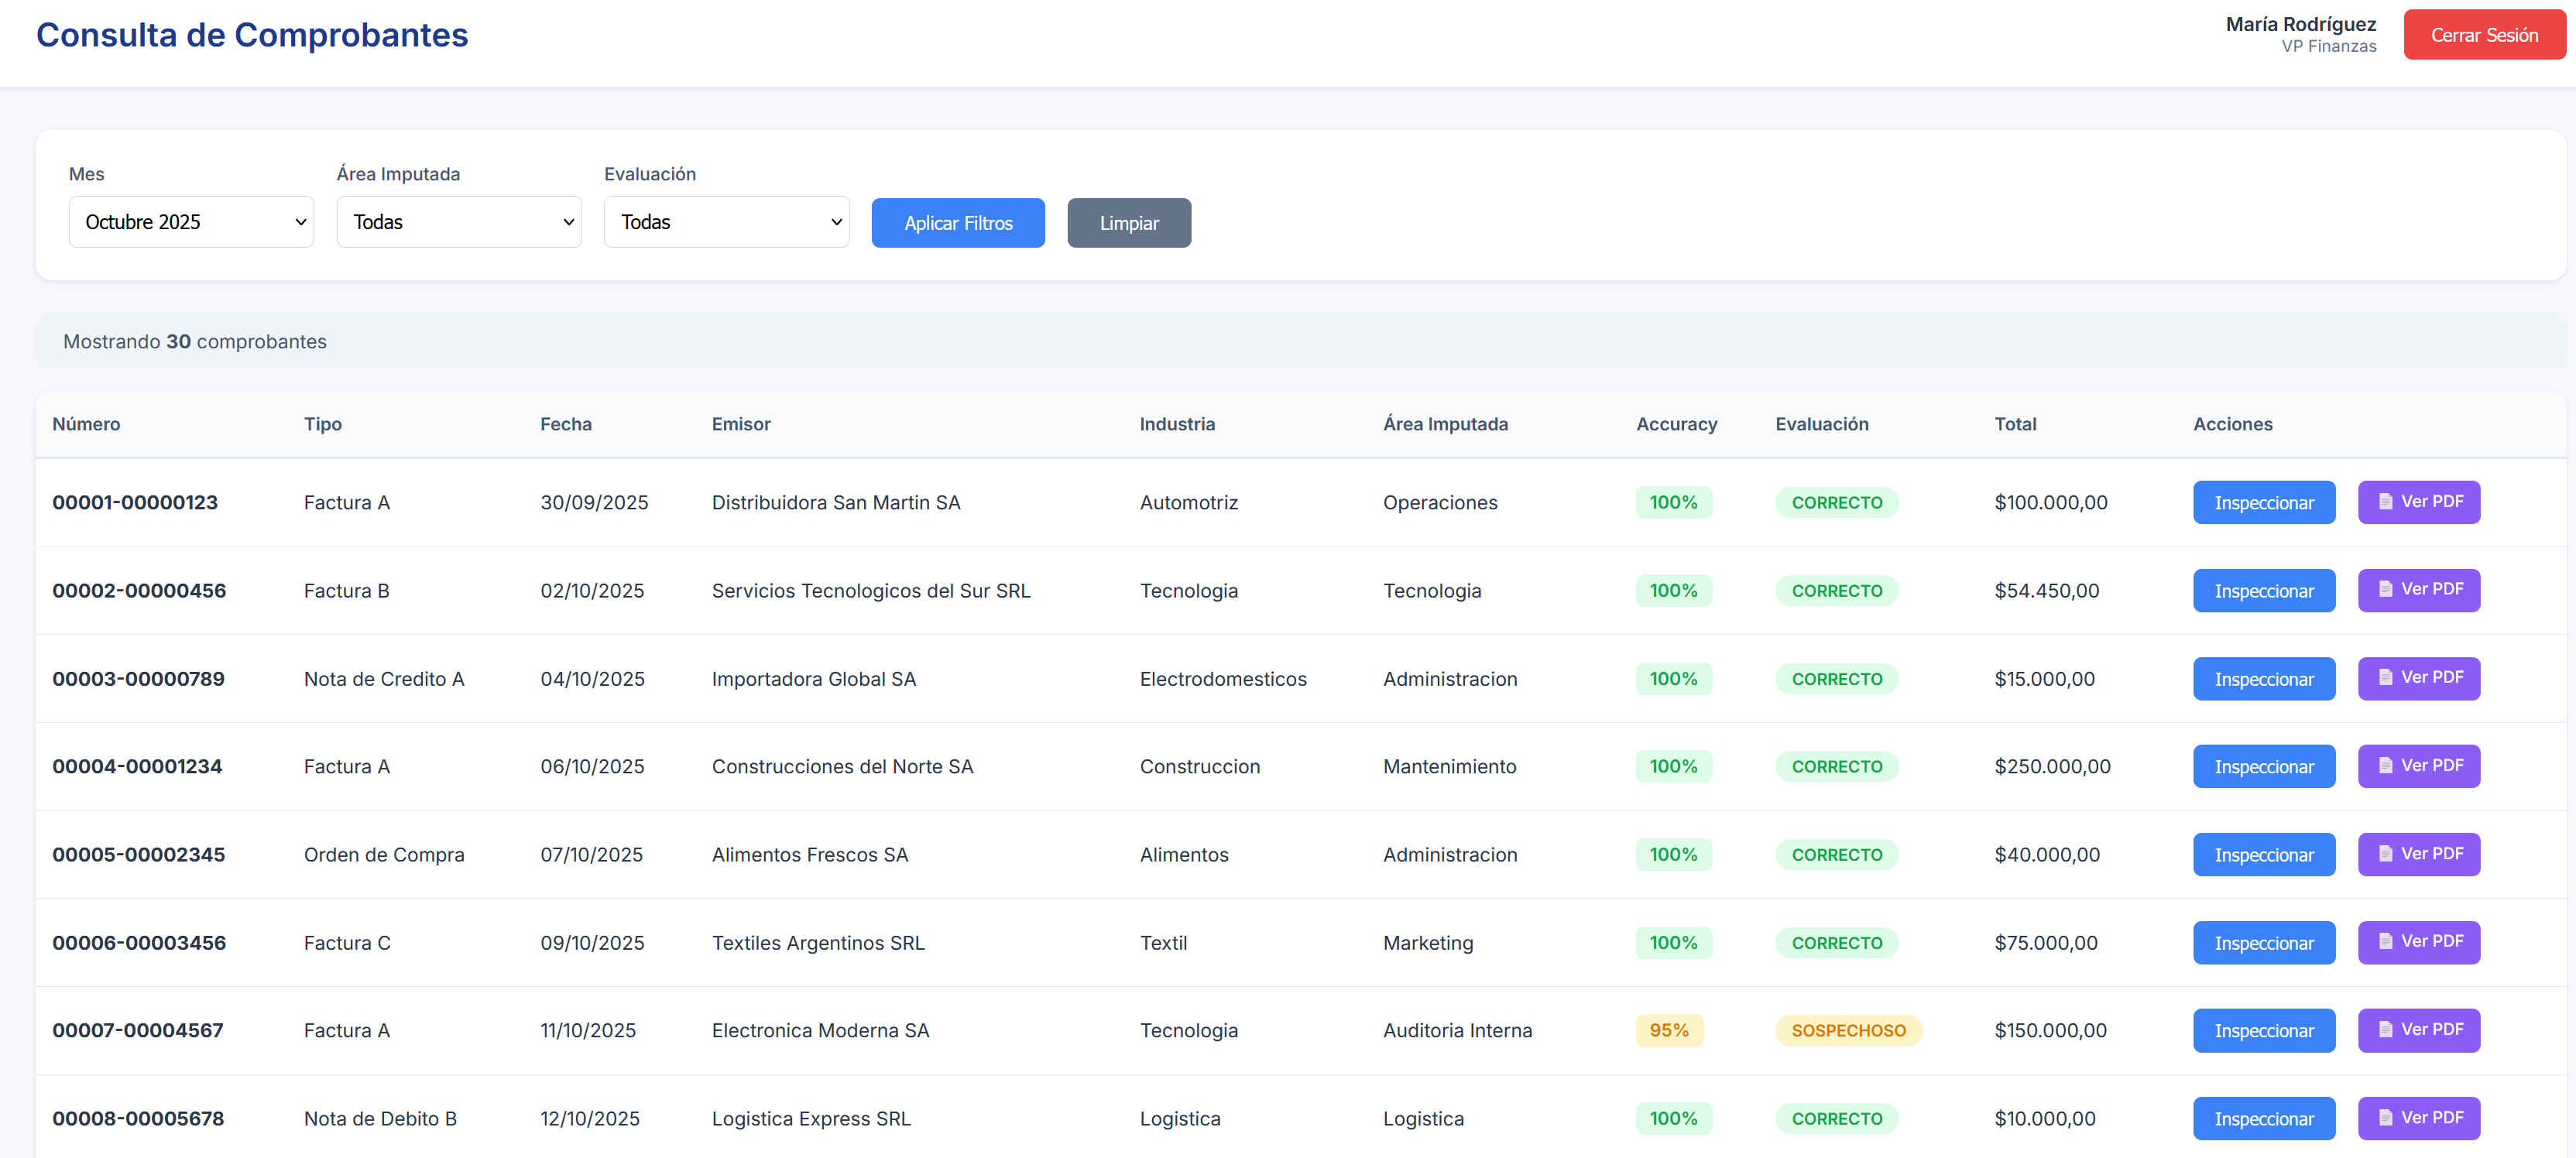 Consulta de Comprobantes
María Rodríguez
VP Finanzas
Cerrar Sesión
Mes Área Imputada Evaluación
Octubre 2025 Todas Todas Aplicar Filtros Limpiar
Mostrando 30 comprobantes
Número Tipo Fecha Emisor Industria Área Imputada Accuracy Evaluación Total Acciones
00001-00000123 Factura A 30/09/2025 Distribuidora San Martin SA Automotriz Operaciones 100% CORRECTO $100.000,00 Inspeccionar Ver PDF
00002-00000456 Factura B 02/10/2025 Servicios Tecnologicos del Sur SRL Tecnologia Tecnologia 100% CORRECTO $54.450,00 Inspeccionar Ver PDF
00003-00000789 Nota de Credito A 04/10/2025 Importadora Global SA Electrodomesticos Administracion 100% CORRECTO $15.000,00 Inspeccionar Ver PDF
00004-00001234 Factura A 06/10/2025 Construcciones del Norte SA Construccion Mantenimiento 100% CORRECTO $250.000,00 Inspeccionar Ver PDF
00005-00002345 Orden de Compra 07/10/2025 Alimentos Frescos SA Alimentos Administracion 100% CORRECTO $40.000,00 Inspeccionar Ver PDF
00006-00003456 Factura C 09/10/2025 Textiles Argentinos SRL Textil Marketing 100% CORRECTO $75.000,00 Inspeccionar Ver PDF
00007-00004567 Factura A 11/10/2025 Electronica Moderna SA Tecnologia Auditoria Interna 95% SOSPECHOSO $150.000,00 Inspeccionar Ver PDF
00008-00005678 Nota de Debito B 12/10/2025 Logistica Express SRL Logistica Logistica 100% CORRECTO $10.000,00 Inspeccionar Ver PDF